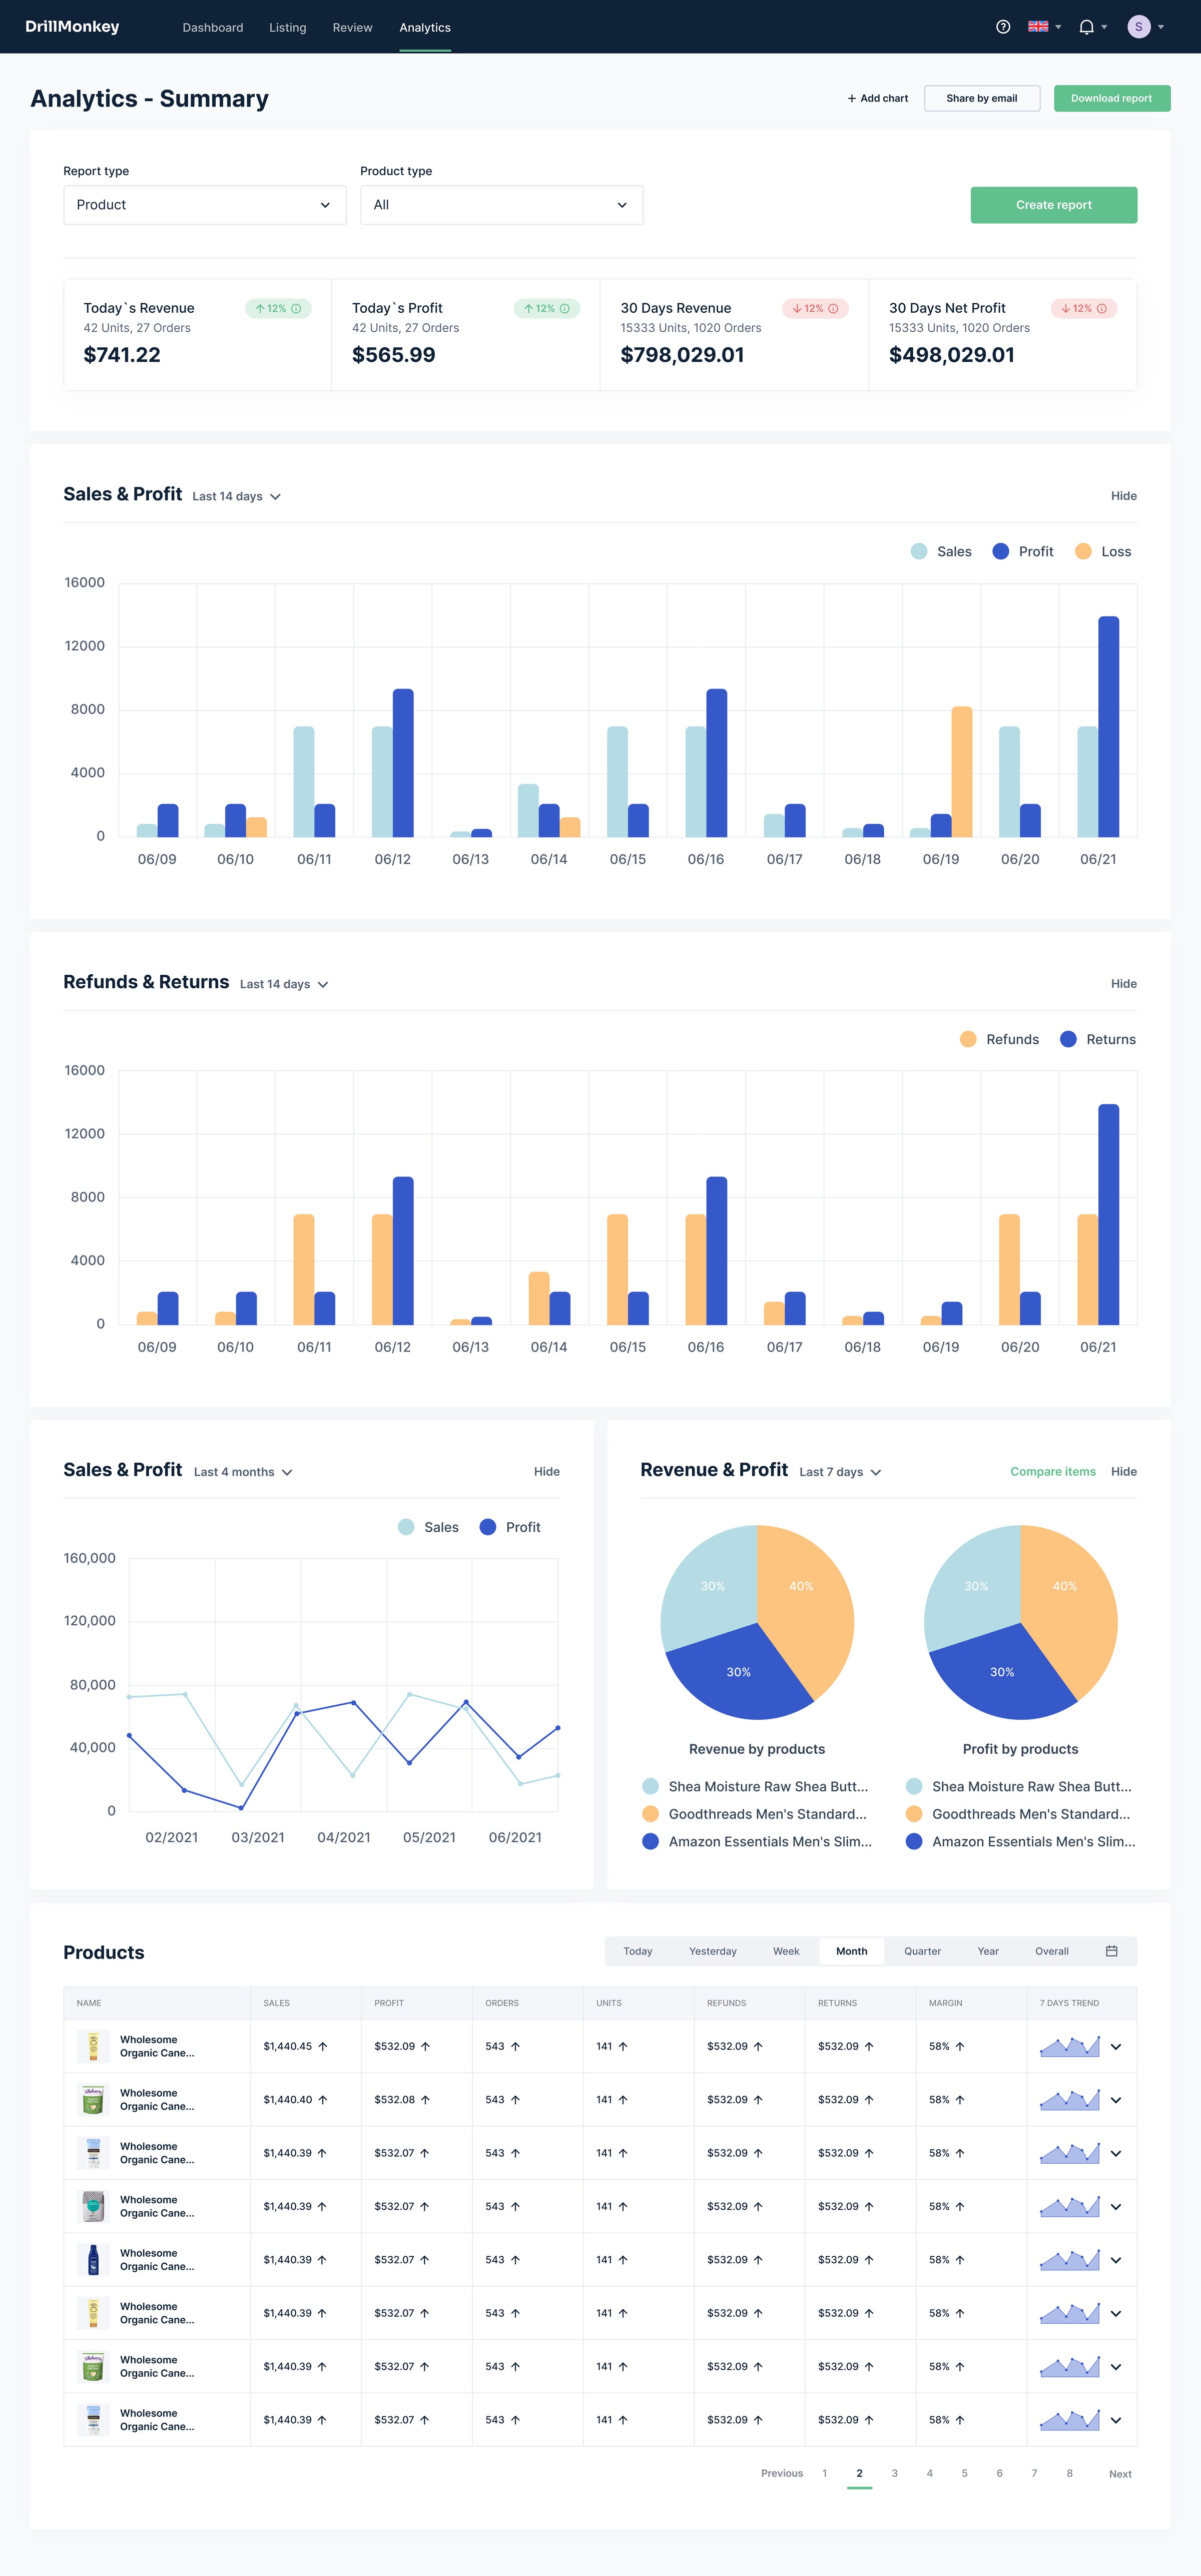 DrillMonkey Dashboard Listing Review Analytics S
Analytics - Summary + Add chart Share by email Download report
Report type Product type
Product All Create report
Today`s Revenue 12% Today`s Profit 12% 30 Days Revenue 12% 30 Days Net Profit 12%
42 Units, 27 Orders 42 Units, 27 Orders 15333 Units, 1020 Orders 15333 Units, 1020 Orders
$741.22 $565.99 $798,029.01 $498,029.01
Sales & Profit Last 14 days Hide
Sales Profit Loss
16000
12000
8000
4000
0
06/09 06/10 06/11 06/12 06/13 06/14 06/15 06/16 06/17 06/18 06/19 06/20 06/21
Refunds & Returns Last 14 days Hide
Refunds Returns
16000
12000
8000
4000
0
06/09 06/10 06/11 06/12 06/13 06/14 06/15 06/16 06/17 06/18 06/19 06/20 06/21
Sales & Profit Last 4 months Hide
Sales Profit
160,000
120,000
80,000
40,000
0
02/2021 03/2021 04/2021 05/2021 06/2021
Revenue & Profit Last 7 days Compare items Hide
30% 40% 30% 40%
30% 30%
Revenue by products Profit by products
Shea Moisture Raw Shea Butt... Shea Moisture Raw Shea Butt...
Goodthreads Men's Standard... Goodthreads Men's Standard...
Amazon Essentials Men's Slim... Amazon Essentials Men's Slim...
Products Today Yesterday Week Month Quarter Year Overall
NAME SALES PROFIT ORDERS UNITS REFUNDS RETURNS MARGIN 7 DAYS TREND
Wholesome
Organic Cane... $1,440.45 $532.09 543 141 $532.09 $532.09 58%
Wholesome
Organic Cane... $1,440.40 $532.08 543 141 $532.09 $532.09 58%
Wholesome
Organic Cane... $1,440.39 $532.07 543 141 $532.09 $532.09 58%
Wholesome
Organic Cane... $1,440.39 $532.07 543 141 $532.09 $532.09 58%
Wholesome
Organic Cane... $1,440.39 $532.07 543 141 $532.09 $532.09 58%
Wholesome
Organic Cane... $1,440.39 $532.07 543 141 $532.09 $532.09 58%
Wholesome
Organic Cane... $1,440.39 $532.07 543 141 $532.09 $532.09 58%
Wholesome
Organic Cane... $1,440.39 $532.07 543 141 $532.09 $532.09 58%
Previous 1 2 3 4 5 6 7 8 Next